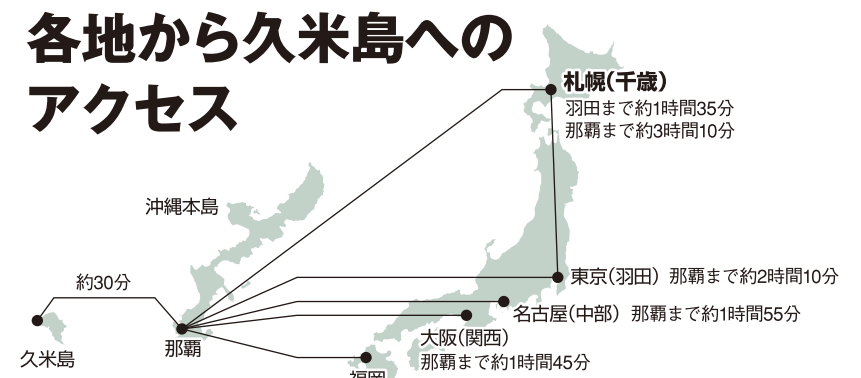 各地から久米島への
アクセス
札幌(千歳)
羽田まで約1時間35分
那覇まで約3時間10分
沖縄本島
約30分
東京(羽田) 那覇まで約2時間10分
名古屋(中部) 那覇まで約1時間55分
大阪(関西)
那覇まで約1時間45分
那覇
久米島
福岡